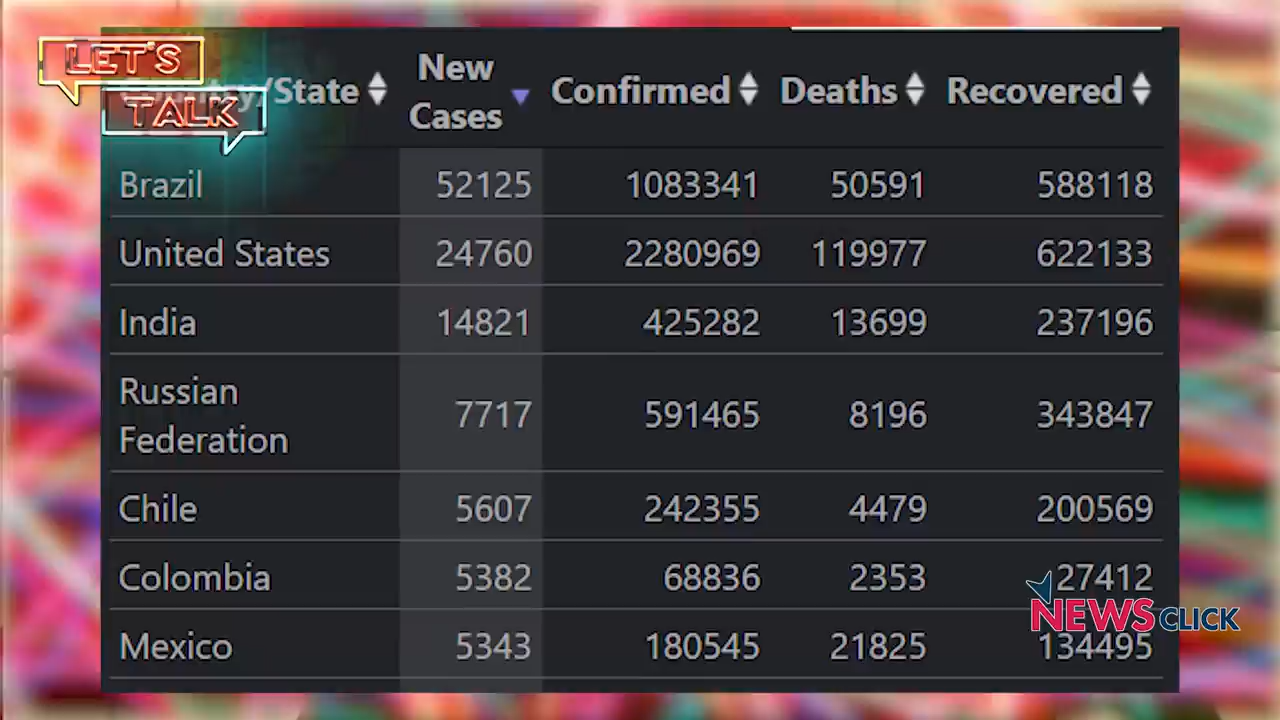 LET'S
TALK
/State
New
Cases
Confirmed
Deaths
Recovered
Brazil 52125 1083341 50591 588118
United States 24760 2280969 119977 622133
India 14821 425282 13699 237196
Russian
Federation 7717 591465 8196 343847
Chile 5607 242355 4479 200569
Colombia 5382 68836 2353 27412
Mexico 5343 180545 21825 134495
NEWSCLICK